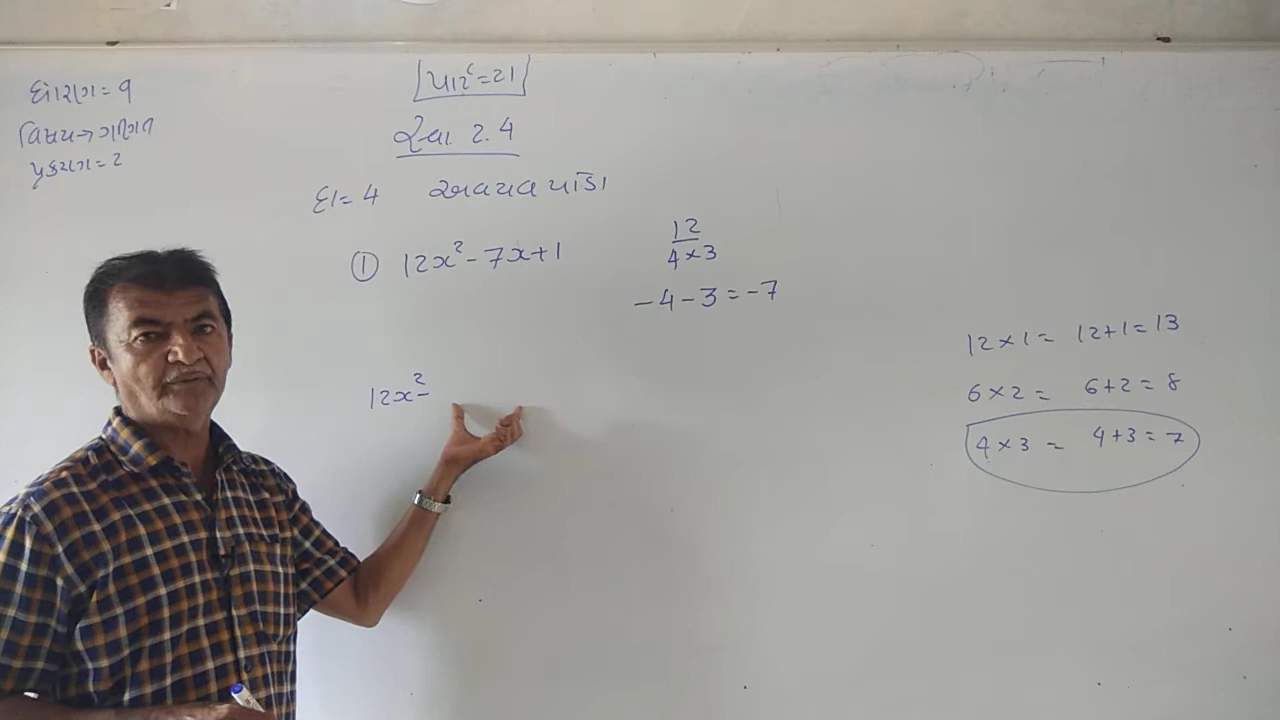 ધોરણ = 9
વિષય → ગણિત
પ્રકરણ = 2
પાર્ટ = 21
સ્વા. 2.4
દા = 4 અવયવ પાડો
① 12x² - 7x + 1
12
4 × 3
- 4 - 3 = - 7
12x² -
12 × 1 = 12 + 1 = 13
6 × 2 = 6 + 2 = 8
4 × 3 = 4 + 3 = 7